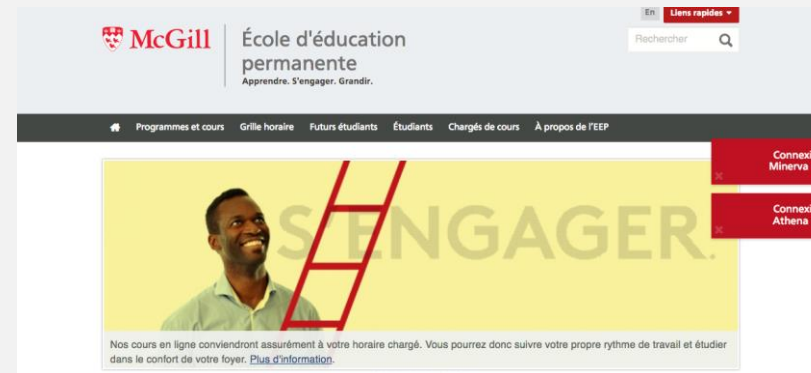 En Liens rapides
McGill
École d'éducation
permanente
Apprendre. S'engager. Grandir.
Rechercher
Programmes et cours Grille horaire Futurs étudiants Étudiants Chargés de cours À propos de l'EEP
Connexi
Minerva
Connexi
Athena
S'ENGAGER.
Nos cours en ligne conviendront assurément à votre horaire chargé. Vous pourrez donc suivre votre propre rythme de travail et étudier
dans le confort de votre foyer. Plus d'information.